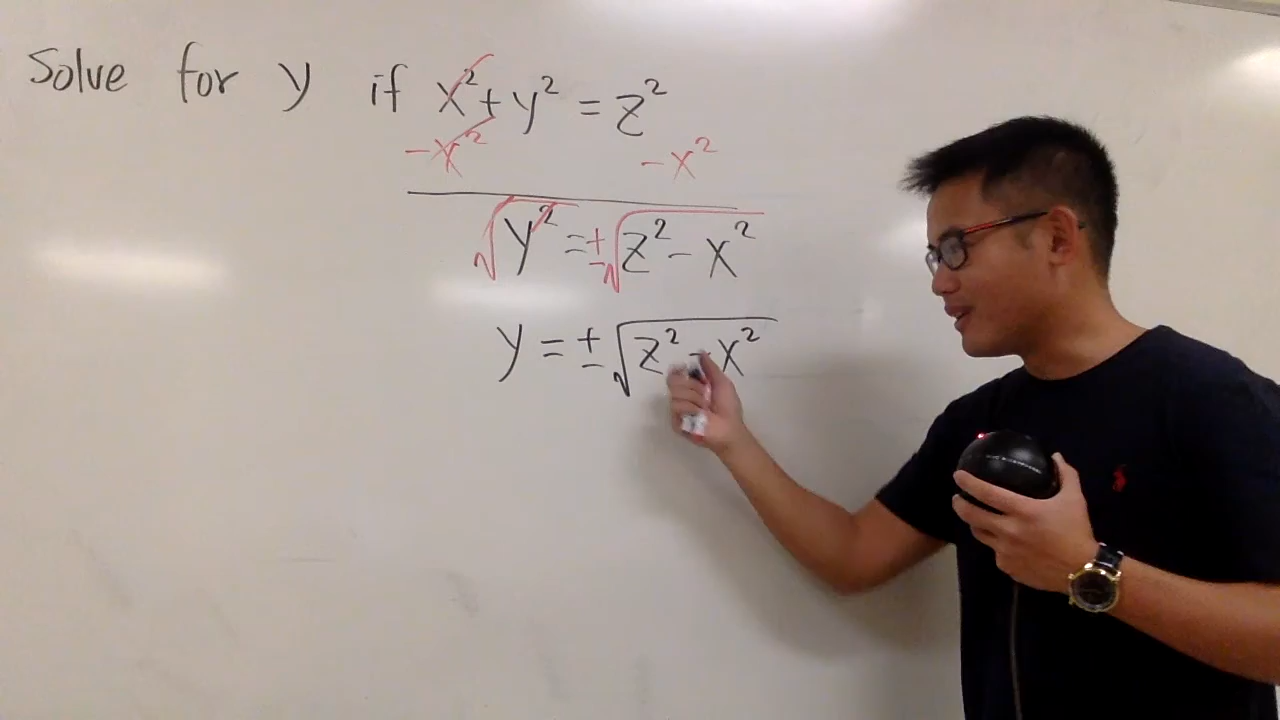 Solve for y if x² + y² = z²
-x² -x²
√y² = ±√z² - x²
y = ±√z² - x²